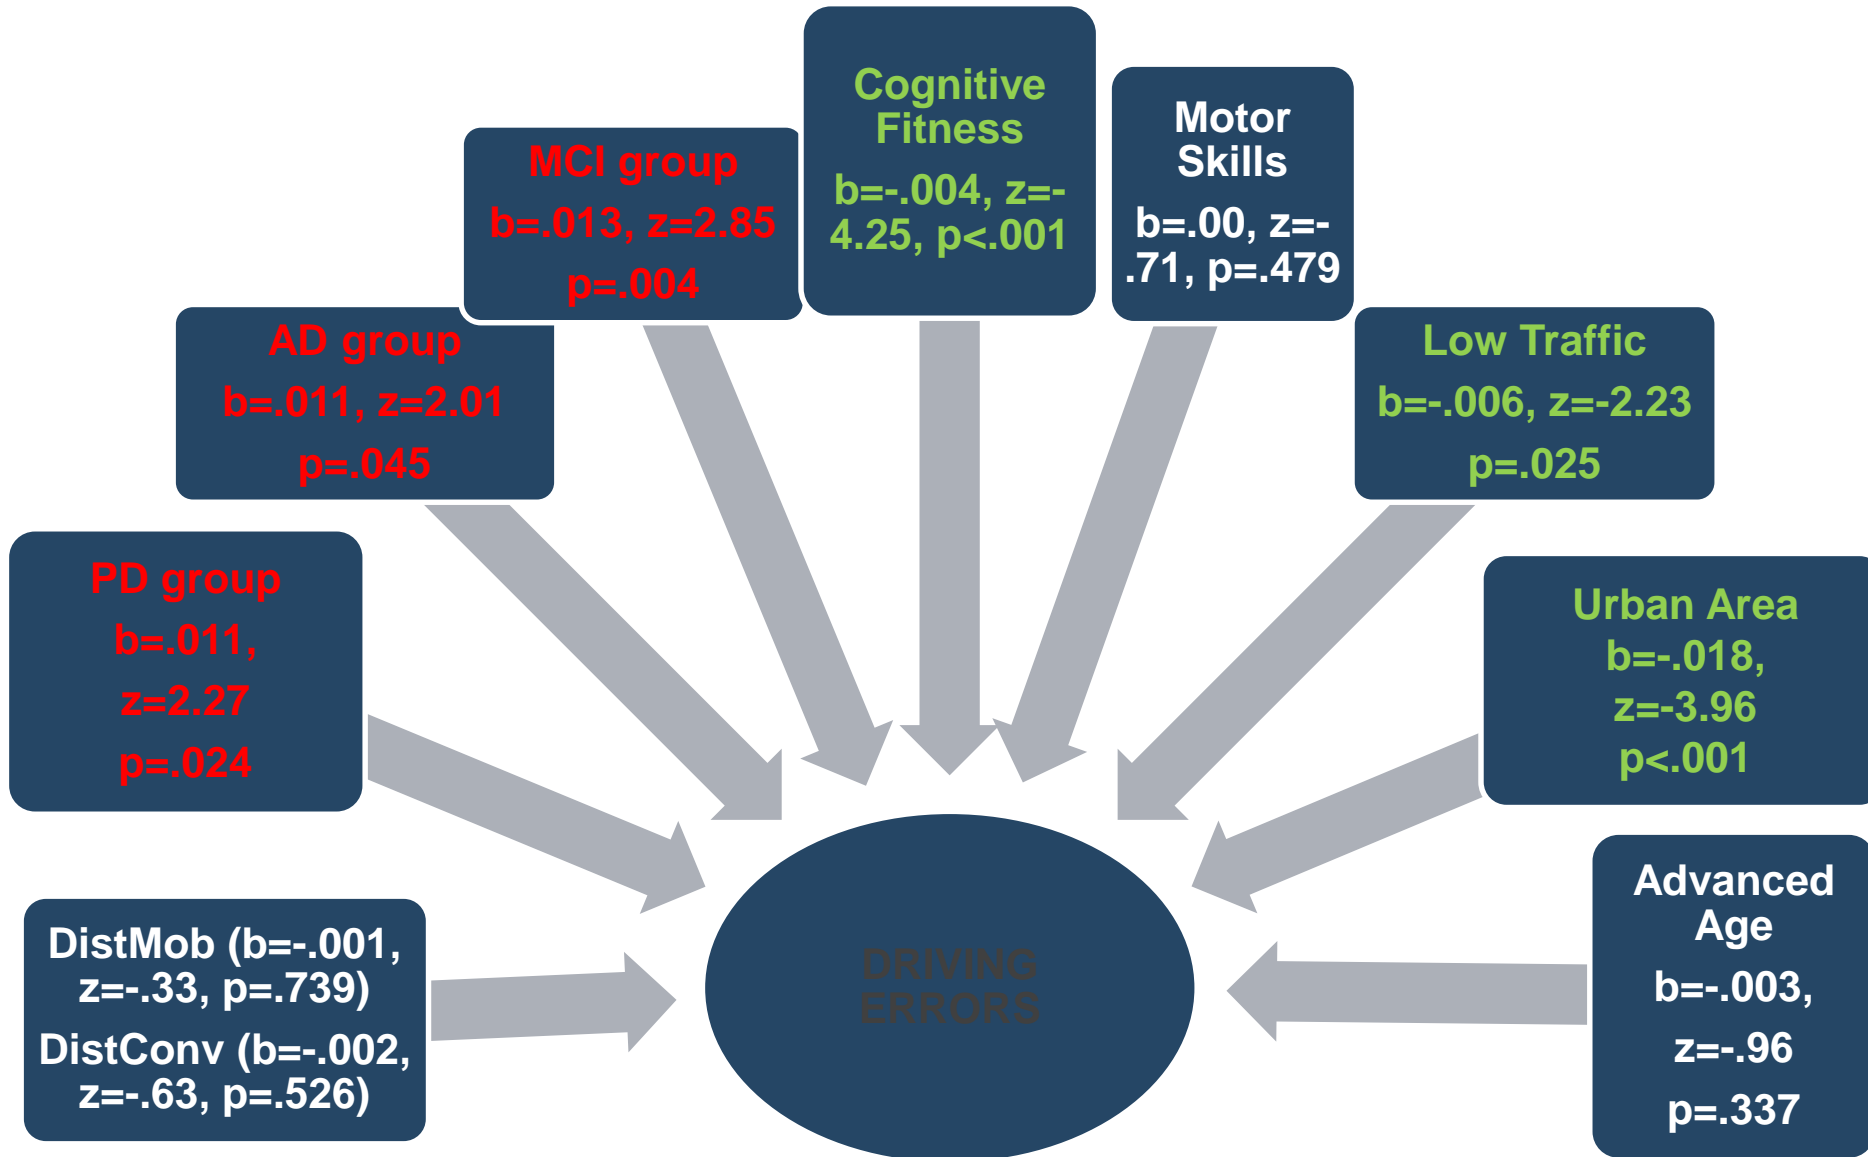 Cognitive
Fitness
b=-.004, z=-
4.25, p<.001
Motor
Skills
b=.00, z=-
.71, p=.479
MCI group
b=.013, z=2.85
p=.004
AD group
b=.011, z=2.01
p=.045
Low Traffic
b=-.006, z=-2.23
p=.025
PD group
b=.011,
z=2.27
p=.024
Urban Area
b=-.018,
z=-3.96
p<.001
DistMob (b=-.001,
z=-.33, p=.739)
DistConv (b=-.002,
z=-.63, p=.526)
DRIVING
ERRORS
Advanced
Age
b=-.003,
z=-.96
p=.337